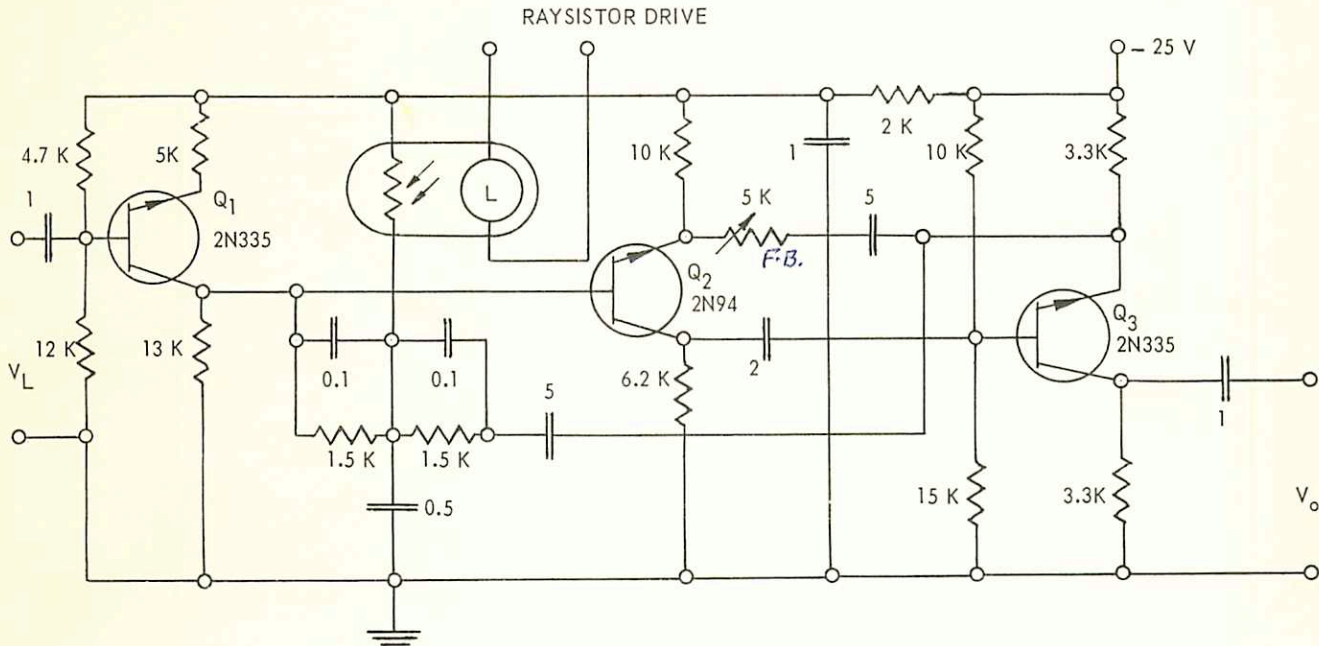 RAYSISTOR DRIVE
– 25 V
2 K
4.7 K
5K
10 K
1
10 K
3.3K
1
Q1
2N335
L
5 K
5
F.B.
Q2
2N94
Q3
2N335
12 K
13 K
0.1
0.1
2
6.2 K
VL
5
1
1.5 K
1.5 K
0.5
15 K
3.3K
Vo